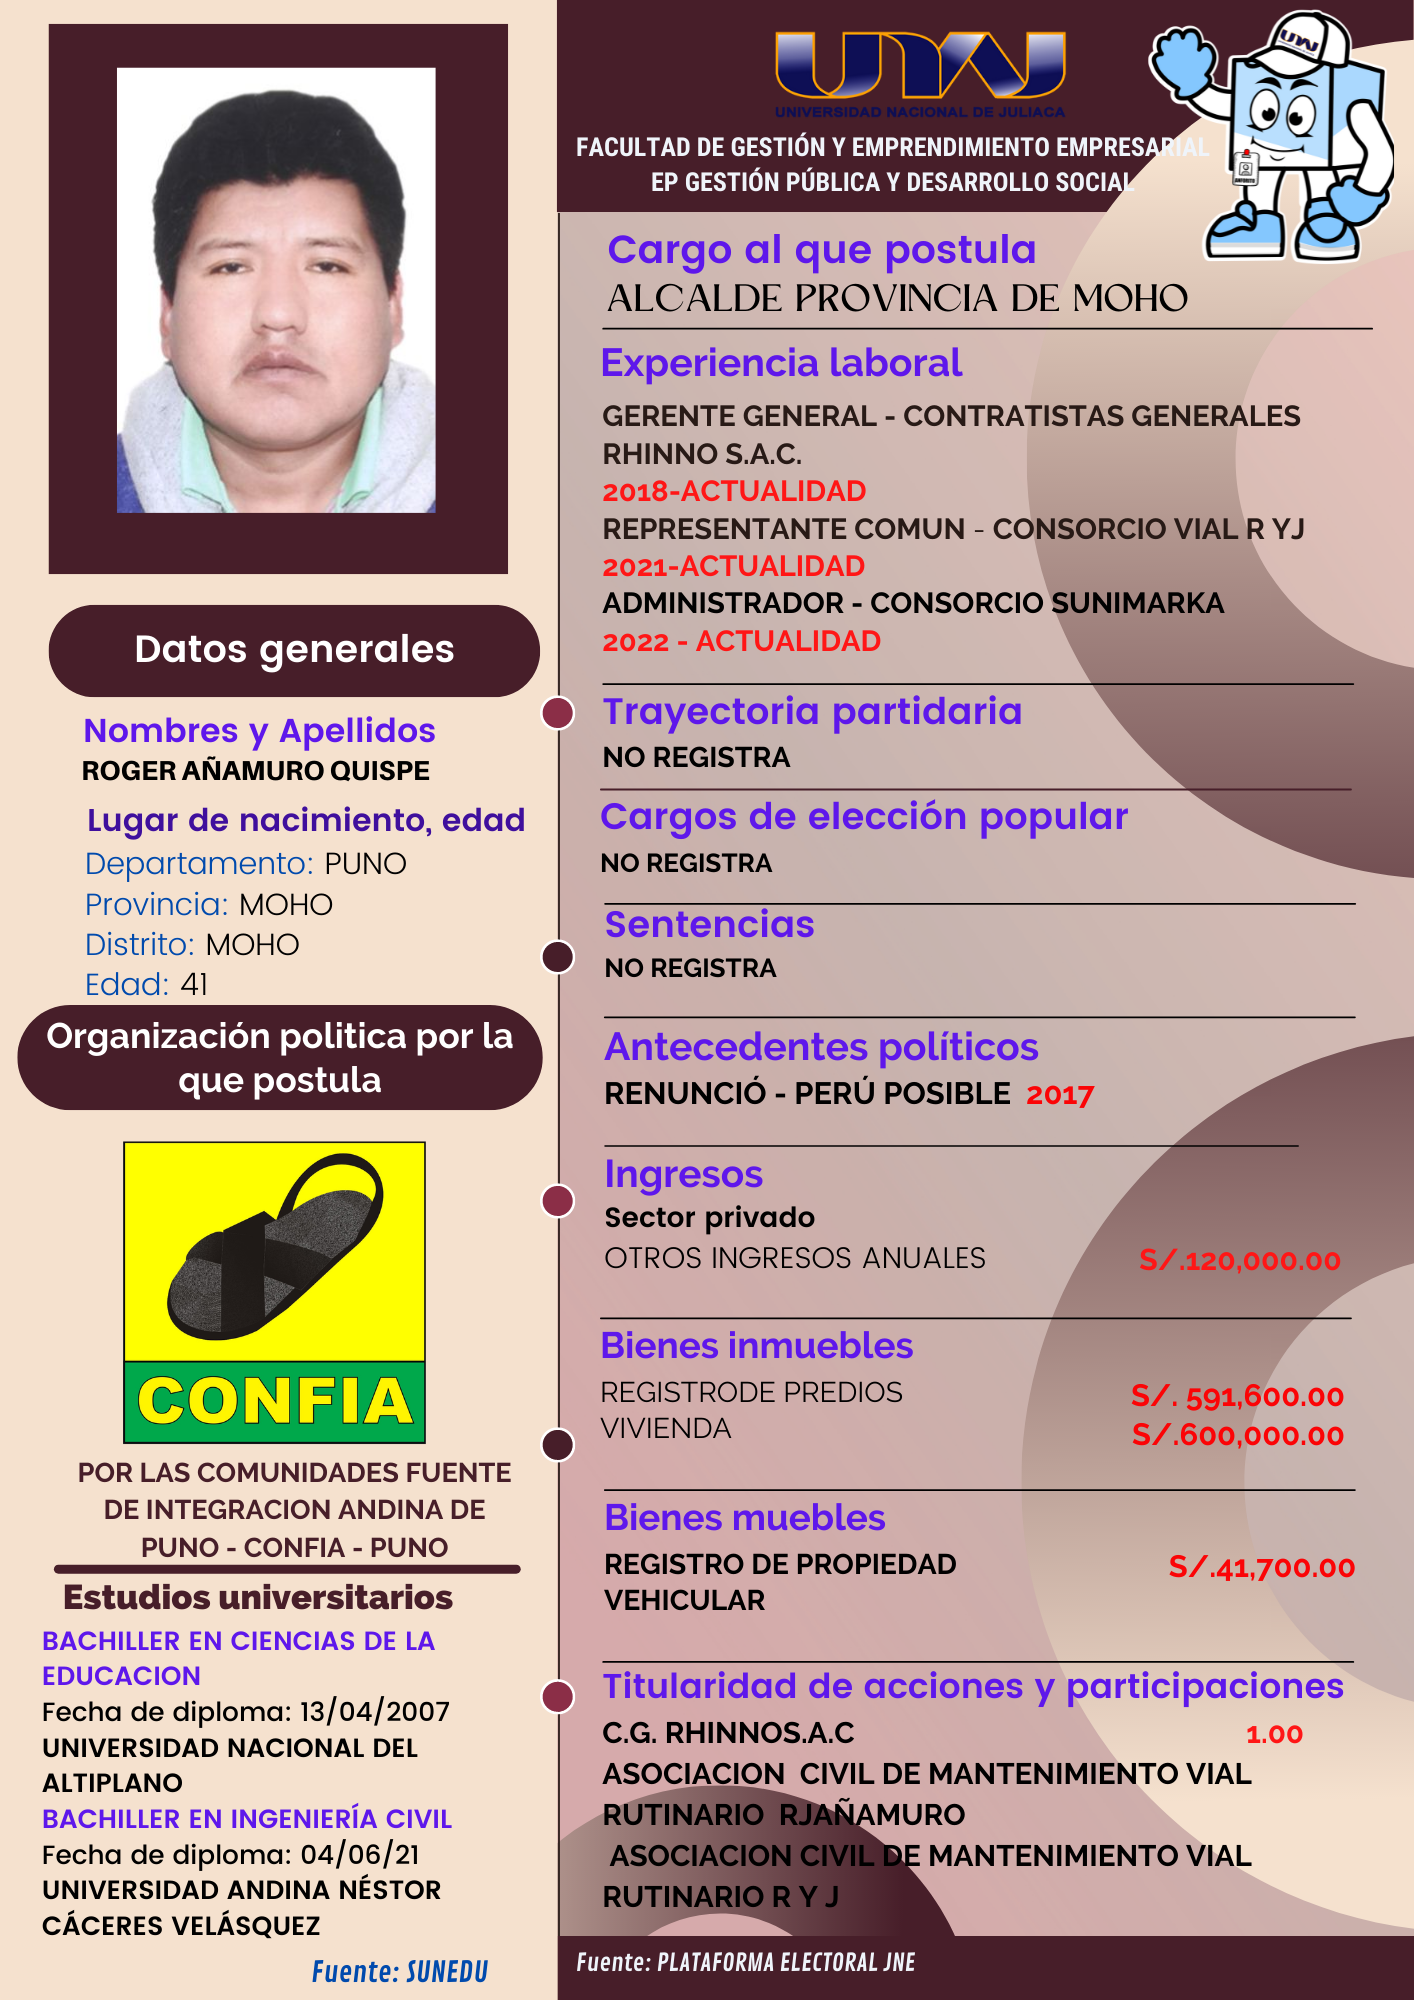 Datos generales
Nombres y Apellidos
ROGER AÑAMURO QUISPE
Lugar de nacimiento, edad
Departamento: PUNO
Provincia: MOHO
Distrito: MOHO
Edad: 41
Organización politica por la
que postula
CONFIA
POR LAS COMUNIDADES FUENTE
DE INTEGRACION ANDINA DE
PUNO - CONFIA - PUNO
Estudios universitarios
BACHILLER EN CIENCIAS DE LA
EDUCACION
Fecha de diploma: 13/04/2007
UNIVERSIDAD NACIONAL DEL
ALTIPLANO
BACHILLER EN INGENIERÍA CIVIL
Fecha de diploma: 04/06/21
UNIVERSIDAD ANDINA NÉSTOR
CÁCERES VELÁSQUEZ
Fuente: SUNEDU
UNAJ
UNIVERSIDAD NACIONAL DE JULIACA
FACULTAD DE GESTIÓN Y EMPRENDIMIENTO EMPRESARIAL
EP GESTIÓN PÚBLICA Y DESARROLLO SOCIAL
UNAJ
ANFORITO
Cargo al que postula
ALCALDE PROVINCIA DE MOHO
Experiencia laboral
GERENTE GENERAL - CONTRATISTAS GENERALES
RHINNO S.A.C.
2018-ACTUALIDAD
REPRESENTANTE COMUN - CONSORCIO VIAL R YJ
2021-ACTUALIDAD
ADMINISTRADOR - CONSORCIO SUNIMARKA
2022 - ACTUALIDAD
Trayectoria partidaria
NO REGISTRA
Cargos de elección popular
NO REGISTRA
Sentencias
NO REGISTRA
Antecedentes políticos
RENUNCIÓ - PERÚ POSIBLE 2017
Ingresos
Sector privado
OTROS INGRESOS ANUALES S/.120,000.00
Bienes inmuebles
REGISTRODE PREDIOS S/. 591,600.00
VIVIENDA S/.600,000.00
Bienes muebles
REGISTRO DE PROPIEDAD S/.41,700.00
VEHICULAR
Titularidad de acciones y participaciones
C.G. RHINNOS.A.C 1.00
ASOCIACION CIVIL DE MANTENIMIENTO VIAL
RUTINARIO RJAÑAMURO
ASOCIACION CIVIL DE MANTENIMIENTO VIAL
RUTINARIO R Y J
Fuente: PLATAFORMA ELECTORAL JNE